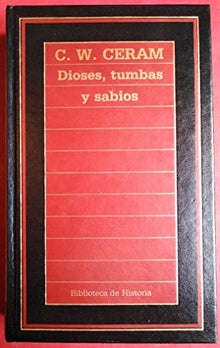 C. W. CERAM
Dioses, tumbas
y sabios
Biblioteca de Historia